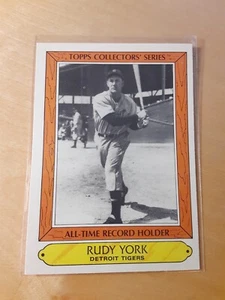 TOPPS COLLECTORS' SERIES
ALL-TIME RECORD HOLDER
RUDY YORK
DETROIT TIGERS